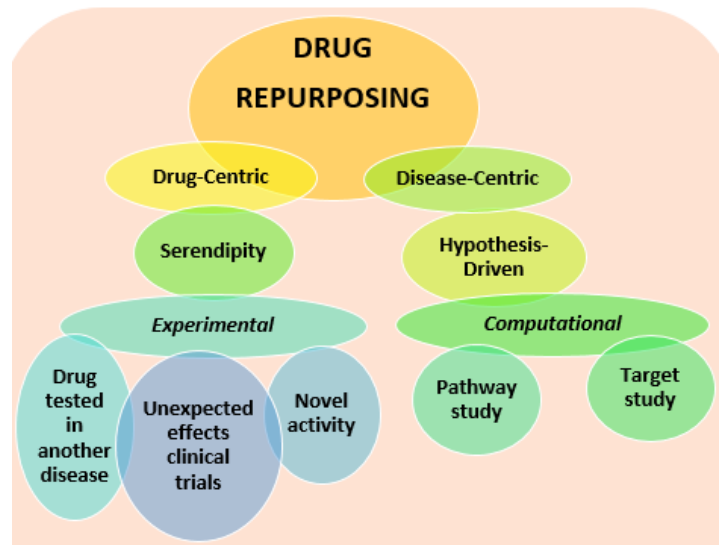 DRUG
REPURPOSING
Drug-Centric
Disease-Centric
Serendipity
Hypothesis-
Driven
Experimental
Computational
Drug
tested
in
another
disease
Unexpected
effects
clinical
trials
Novel
activity
Pathway
study
Target
study